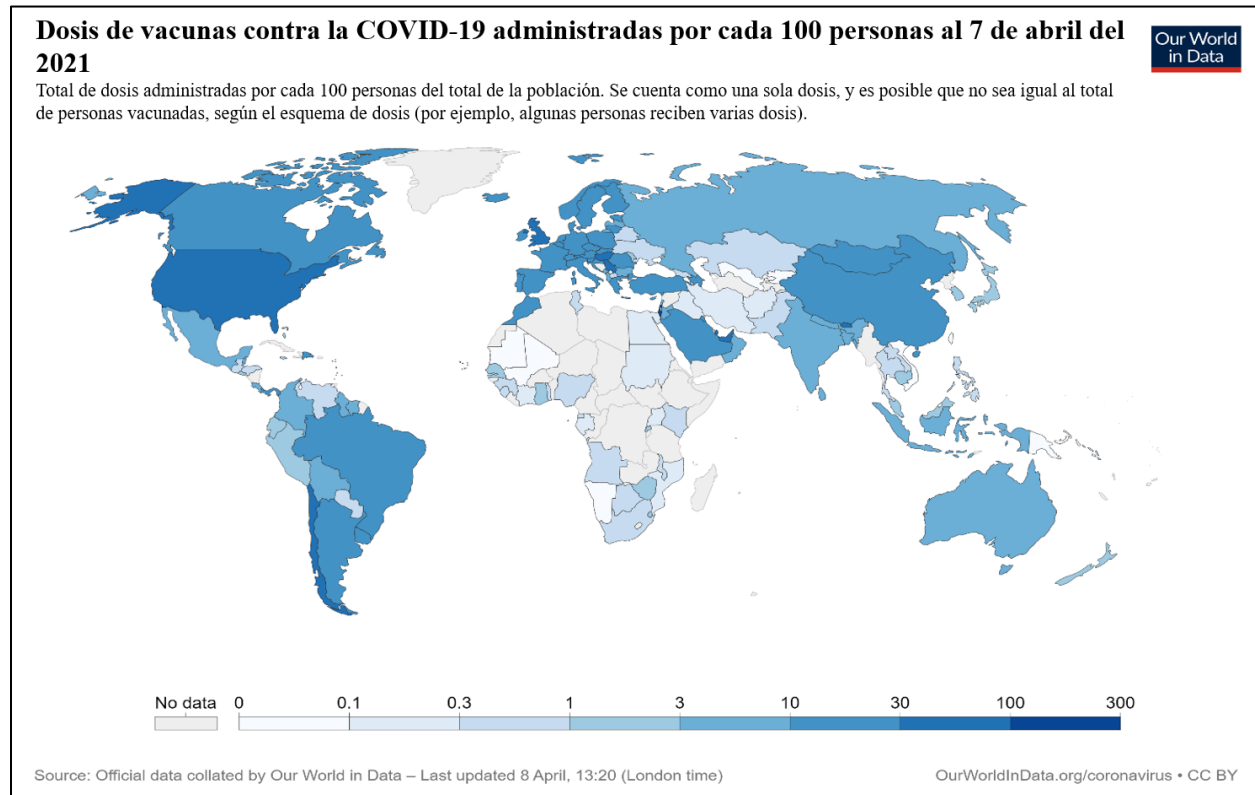 Dosis de vacunas contra la COVID-19 administradas por cada 100 personas al 7 de abril del
2021
Our World
in Data
Total de dosis administradas por cada 100 personas del total de la población. Se cuenta como una sola dosis, y es posible que no sea igual al total
de personas vacunadas, según el esquema de dosis (por ejemplo, algunas personas reciben varias dosis).
No data 0 0.1 0.3 1 3 10 30 100 300
Source: Official data collated by Our World in Data – Last updated 8 April, 13:20 (London time)
OurWorldInData.org/coronavirus • CC BY